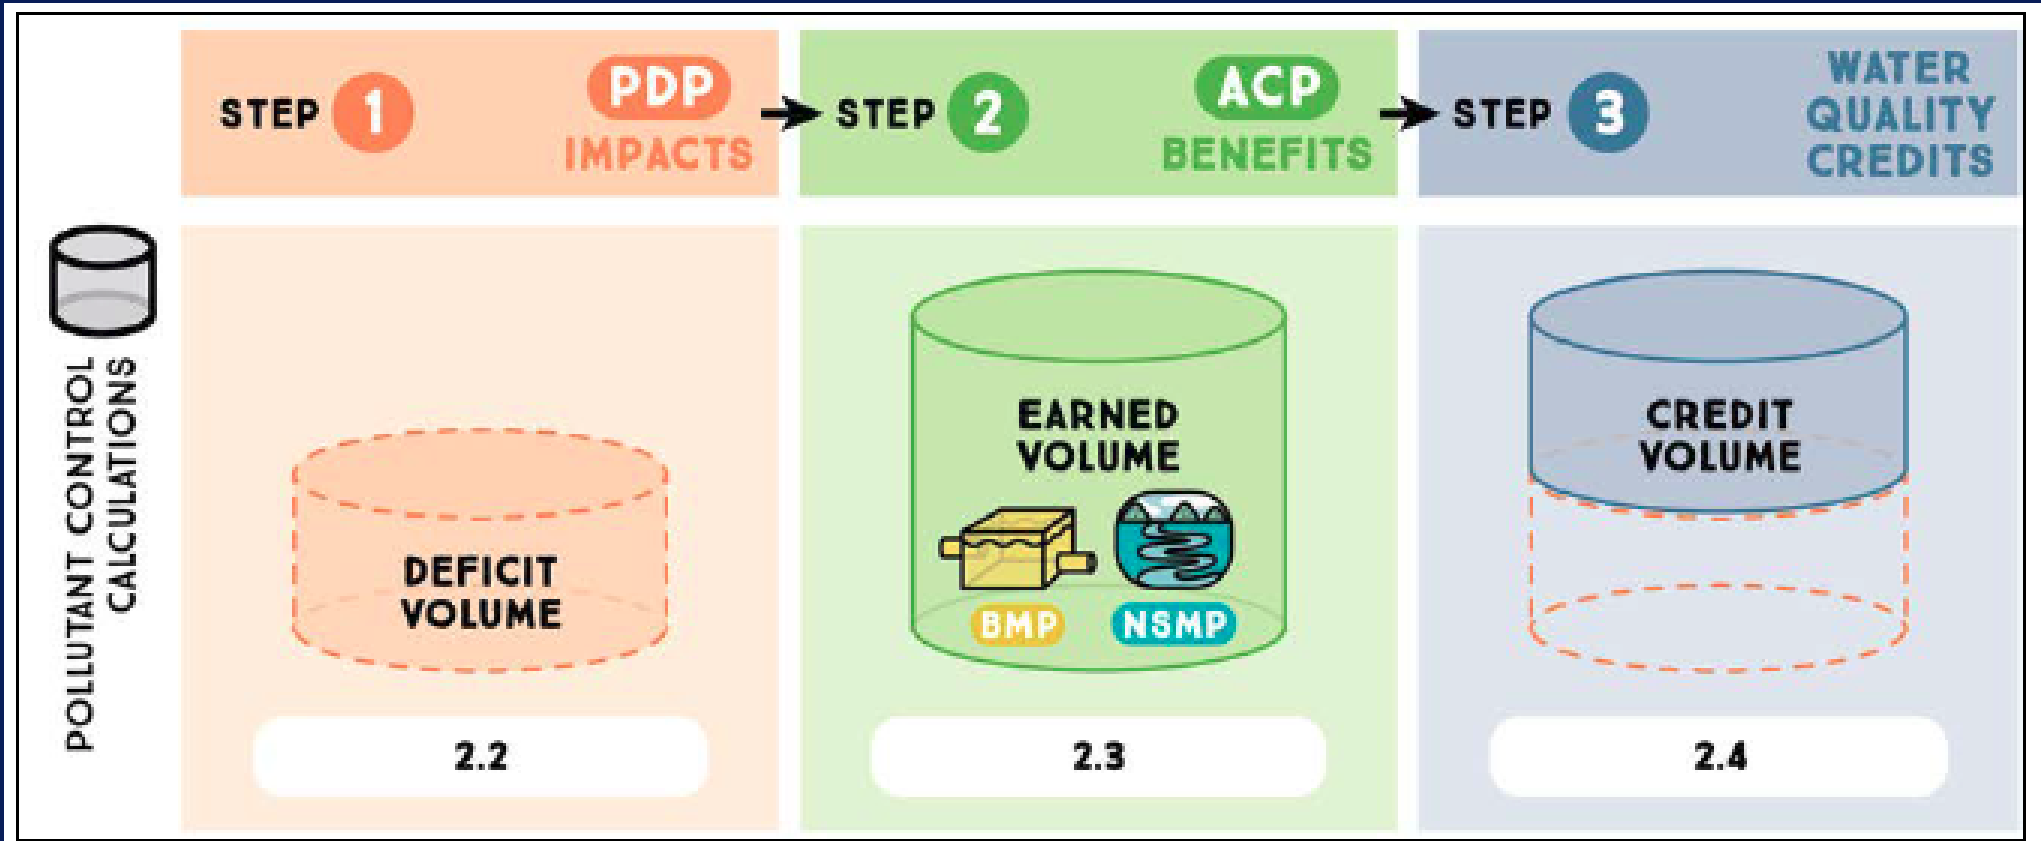 STEP 1
PDP
IMPACTS
STEP 2
ACP
BENEFITS
STEP 3
WATER
QUALITY
CREDITS
POLLUTANT CONTROL
CALCULATIONS
DEFICIT
VOLUME
2.2
EARNED
VOLUME
BMP
NSMP
2.3
CREDIT
VOLUME
2.4